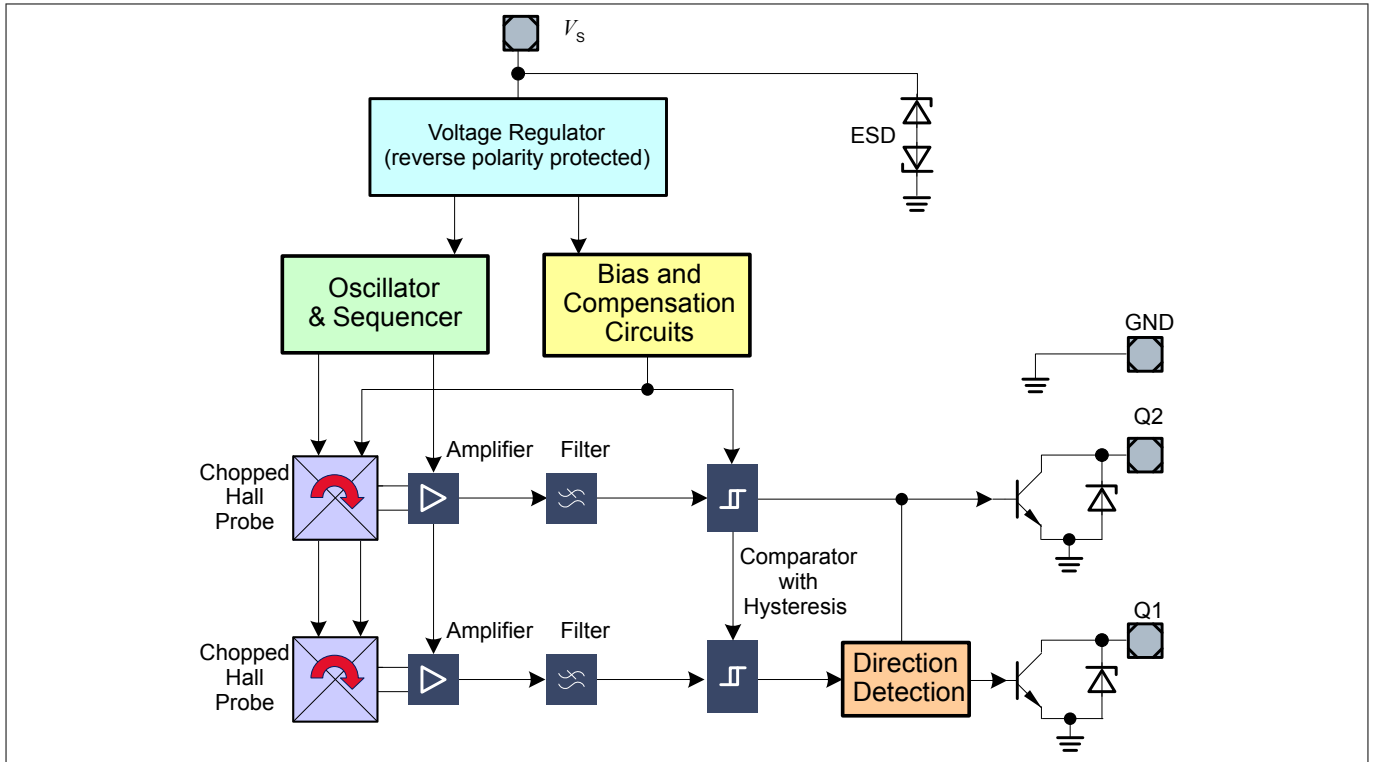 V_S
Voltage Regulator
(reverse polarity protected)
ESD
Oscillator
& Sequencer
Bias and
Compensation
Circuits
GND
Q2
Chopped
Hall
Probe
Amplifier
Filter
Comparator
with
Hysteresis
Q1
Chopped
Hall
Probe
Amplifier
Filter
Direction
Detection